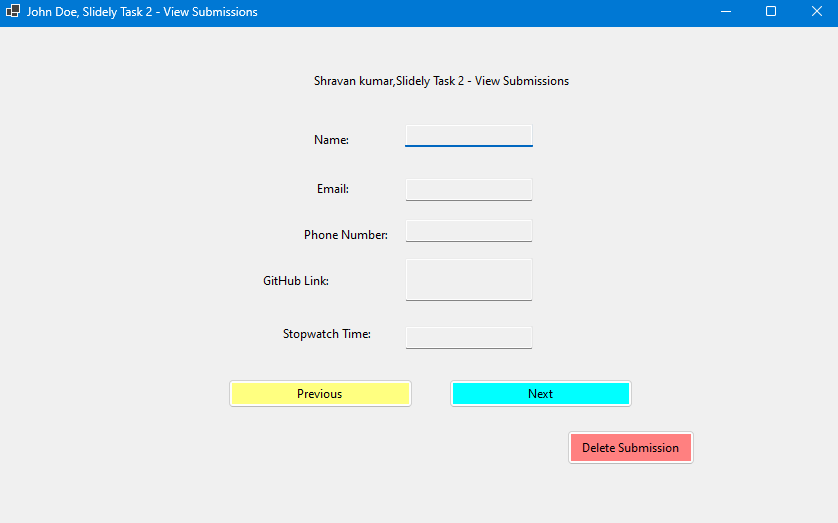 John Doe, Slidely Task 2 - View Submissions
Shravan kumar,Slidely Task 2 - View Submissions
Name:
Email:
Phone Number:
GitHub Link:
Stopwatch Time:
Previous
Next
Delete Submission